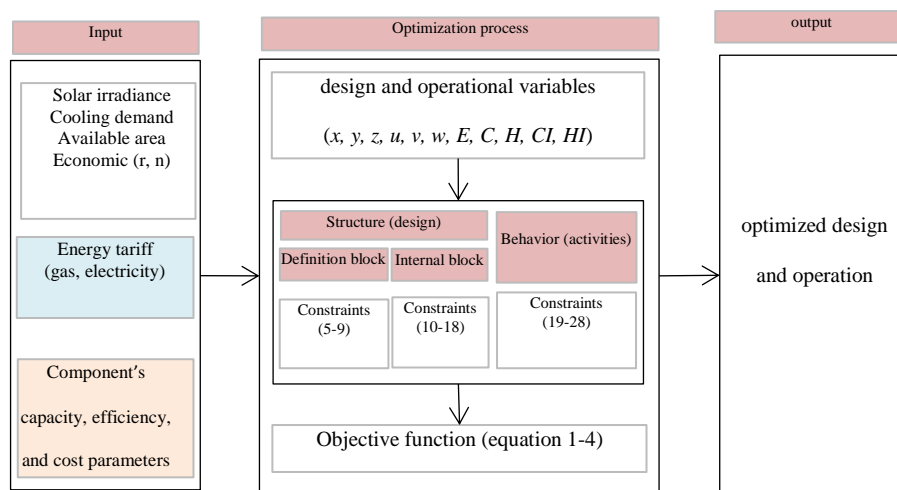 Input
Solar irradiance
Cooling demand
Available area
Economic (r, n)
Energy tariff
(gas, electricity)
Component's
capacity, efficiency,
and cost parameters
Optimization process
design and operational variables
(x, y, z, u, v, w, E, C, H, CI, HI)
Structure (design)
Definition block
Internal block
Behavior (activities)
Constraints
(5-9)
Constraints
(10-18)
Constraints
(19-28)
Objective function (equation 1-4)
output
optimized design
and operation